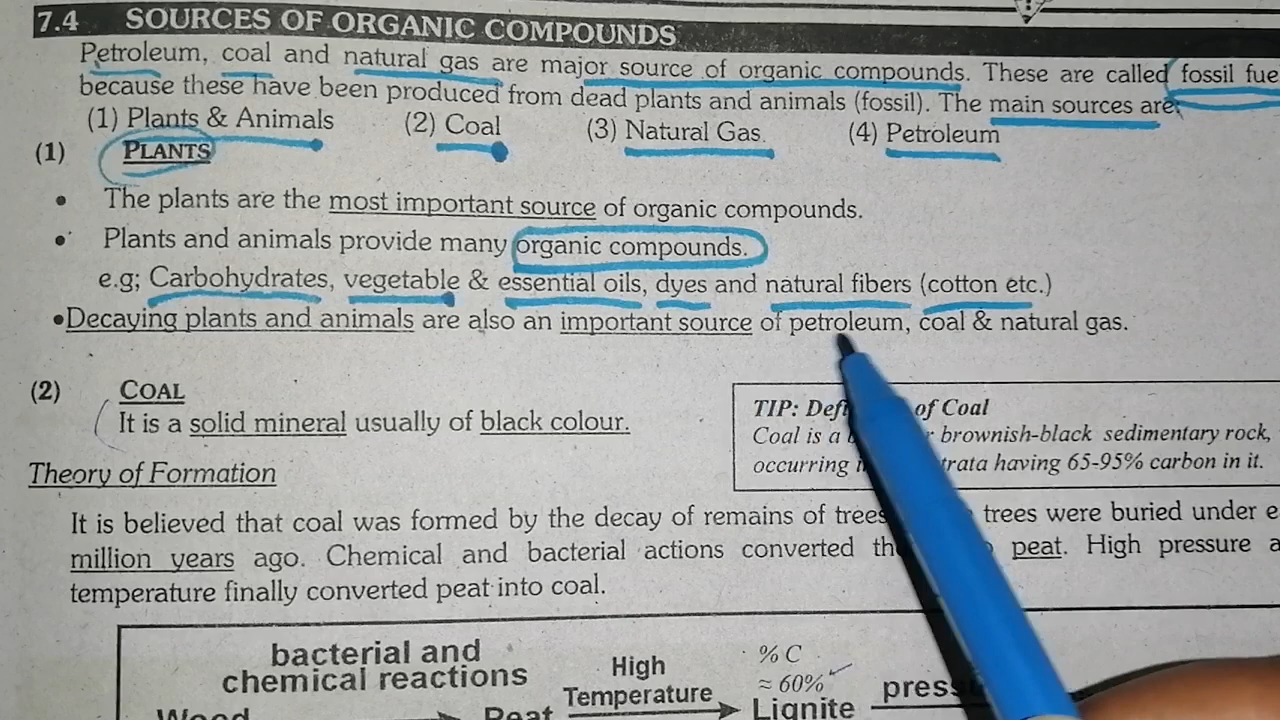 7.4 SOURCES OF ORGANIC COMPOUNDS
Petroleum, coal and natural gas are major source of organic compounds. These are called fossil fue
because these have been produced from dead plants and animals (fossil). The main sources are:
(1) Plants & Animals (2) Coal (3) Natural Gas. (4) Petroleum
(1) PLANTS
• The plants are the most important source of organic compounds.
• Plants and animals provide many organic compounds.
e.g; Carbohydrates, vegetable & essential oils, dyes and natural fibers (cotton etc.)
•Decaying plants and animals are also an important source of petroleum, coal & natural gas.
(2) COAL
It is a solid mineral usually of black colour.
TIP: Def of Coal
Coal is a brownish-black sedimentary rock,
occurring having 65-95% carbon in it.
Theory of Formation
It is believed that coal was formed by the decay of remains of trees trees were buried under
million years ago. Chemical and bacterial actions converted peat. High pressure
temperature finally converted peat into coal.
bacterial and
chemical reactions
High
Temperature
% C
≈ 60%
press
Wood Peat Lignite